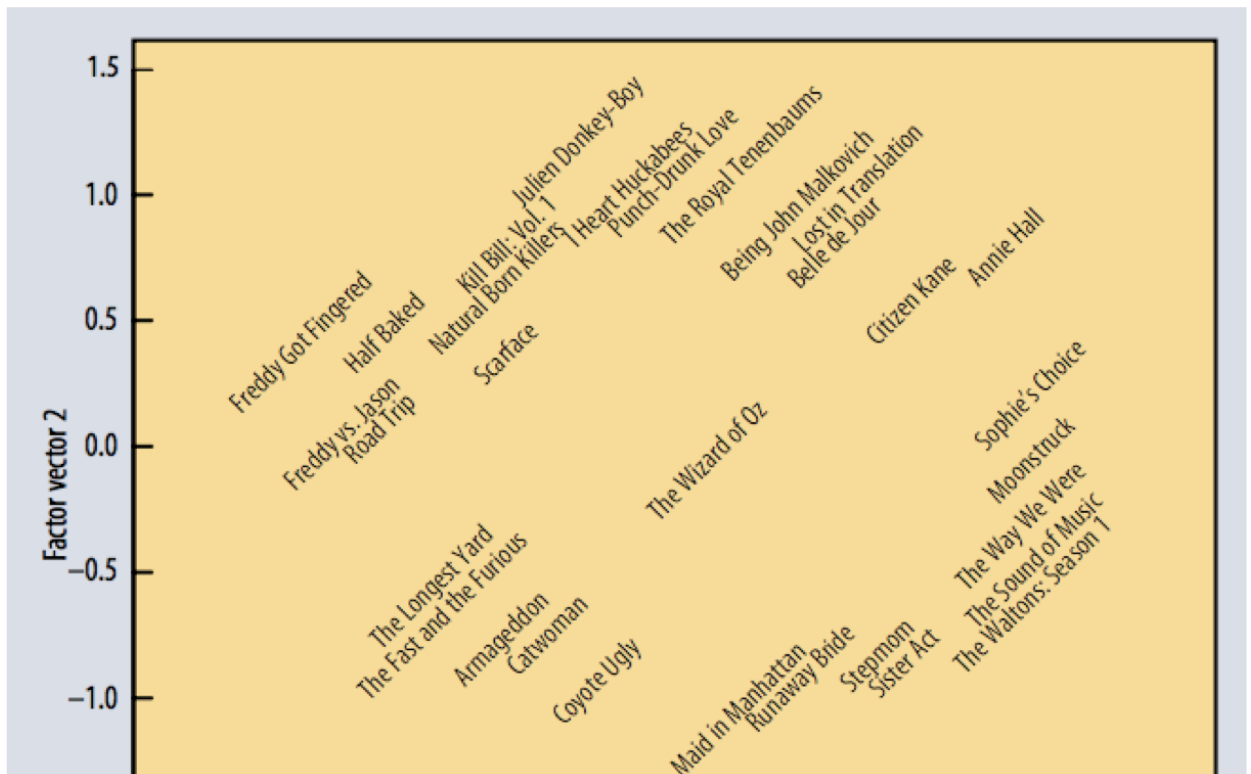 1.5
1.0
0.5
0.0
−0.5
−1.0
Factor vector 2
Julien Donkey-Boy
I Heart Huckabees
Punch-Drunk Love
The Royal Tenenbaums
Being John Malkovich
Lost in Translation
Belle de Jour
Annie Hall
Citizen Kane
Kill Bill: Vol. 1
Natural Born Killers
Scarface
Freddy Got Fingered
Half Baked
Freddy vs. Jason
Road Trip
The Wizard of Oz
Sophie's Choice
Moonstruck
The Way We Were
The Sound of Music
The Waltons: Season 1
The Longest Yard
The Fast and the Furious
Armageddon
Catwoman
Coyote Ugly
Maid in Manhattan
Runaway Bride
Stepmom
Sister Act